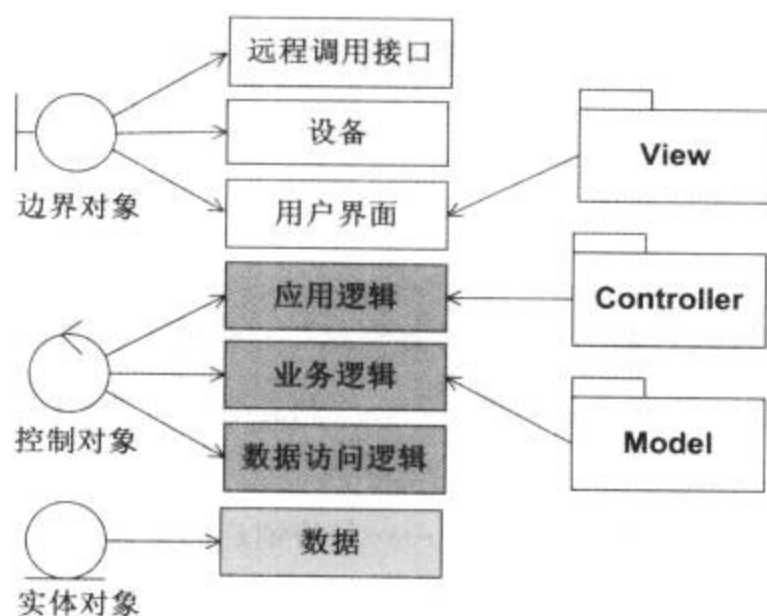 远程调用接口
设备
用户界面
边界对象
View
应用逻辑
业务逻辑
数据访问逻辑
控制对象
Controller
Model
数据
实体对象